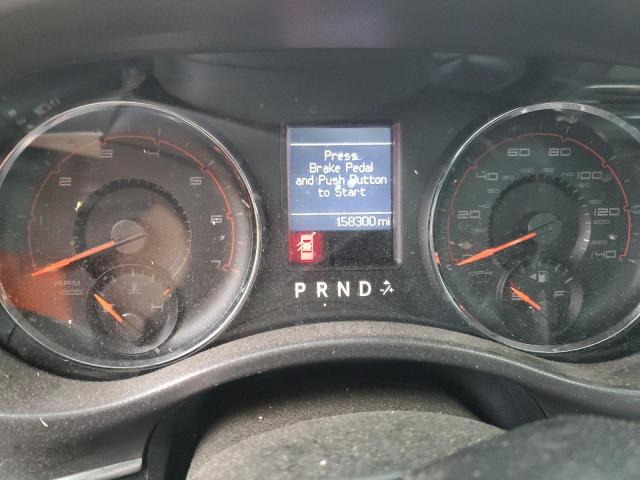 Press
Brake Pedal
and Push Button
to Start
158300 mi
1 2 3 4 5 6 7
RPM
x1000
20 40 60 80 100 120 140
MPH
E F
P R N D